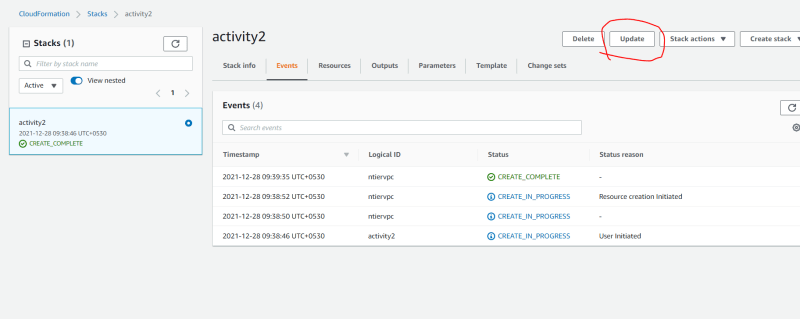 CloudFormation > Stacks > activity2
Stacks (1)
Filter by stack name
Active View nested
1
activity2
2021-12-28 09:38:46 UTC+0530
CREATE_COMPLETE
activity2
Delete Update Stack actions Create stack
Stack info Events Resources Outputs Parameters Template Change sets
Events (4)
Search events
Timestamp Logical ID Status Status reason
2021-12-28 09:39:35 UTC+0530 ntiervpc CREATE_COMPLETE -
2021-12-28 09:38:52 UTC+0530 ntiervpc CREATE_IN_PROGRESS Resource creation Initiated
2021-12-28 09:38:50 UTC+0530 ntiervpc CREATE_IN_PROGRESS -
2021-12-28 09:38:46 UTC+0530 activity2 CREATE_IN_PROGRESS User Initiated